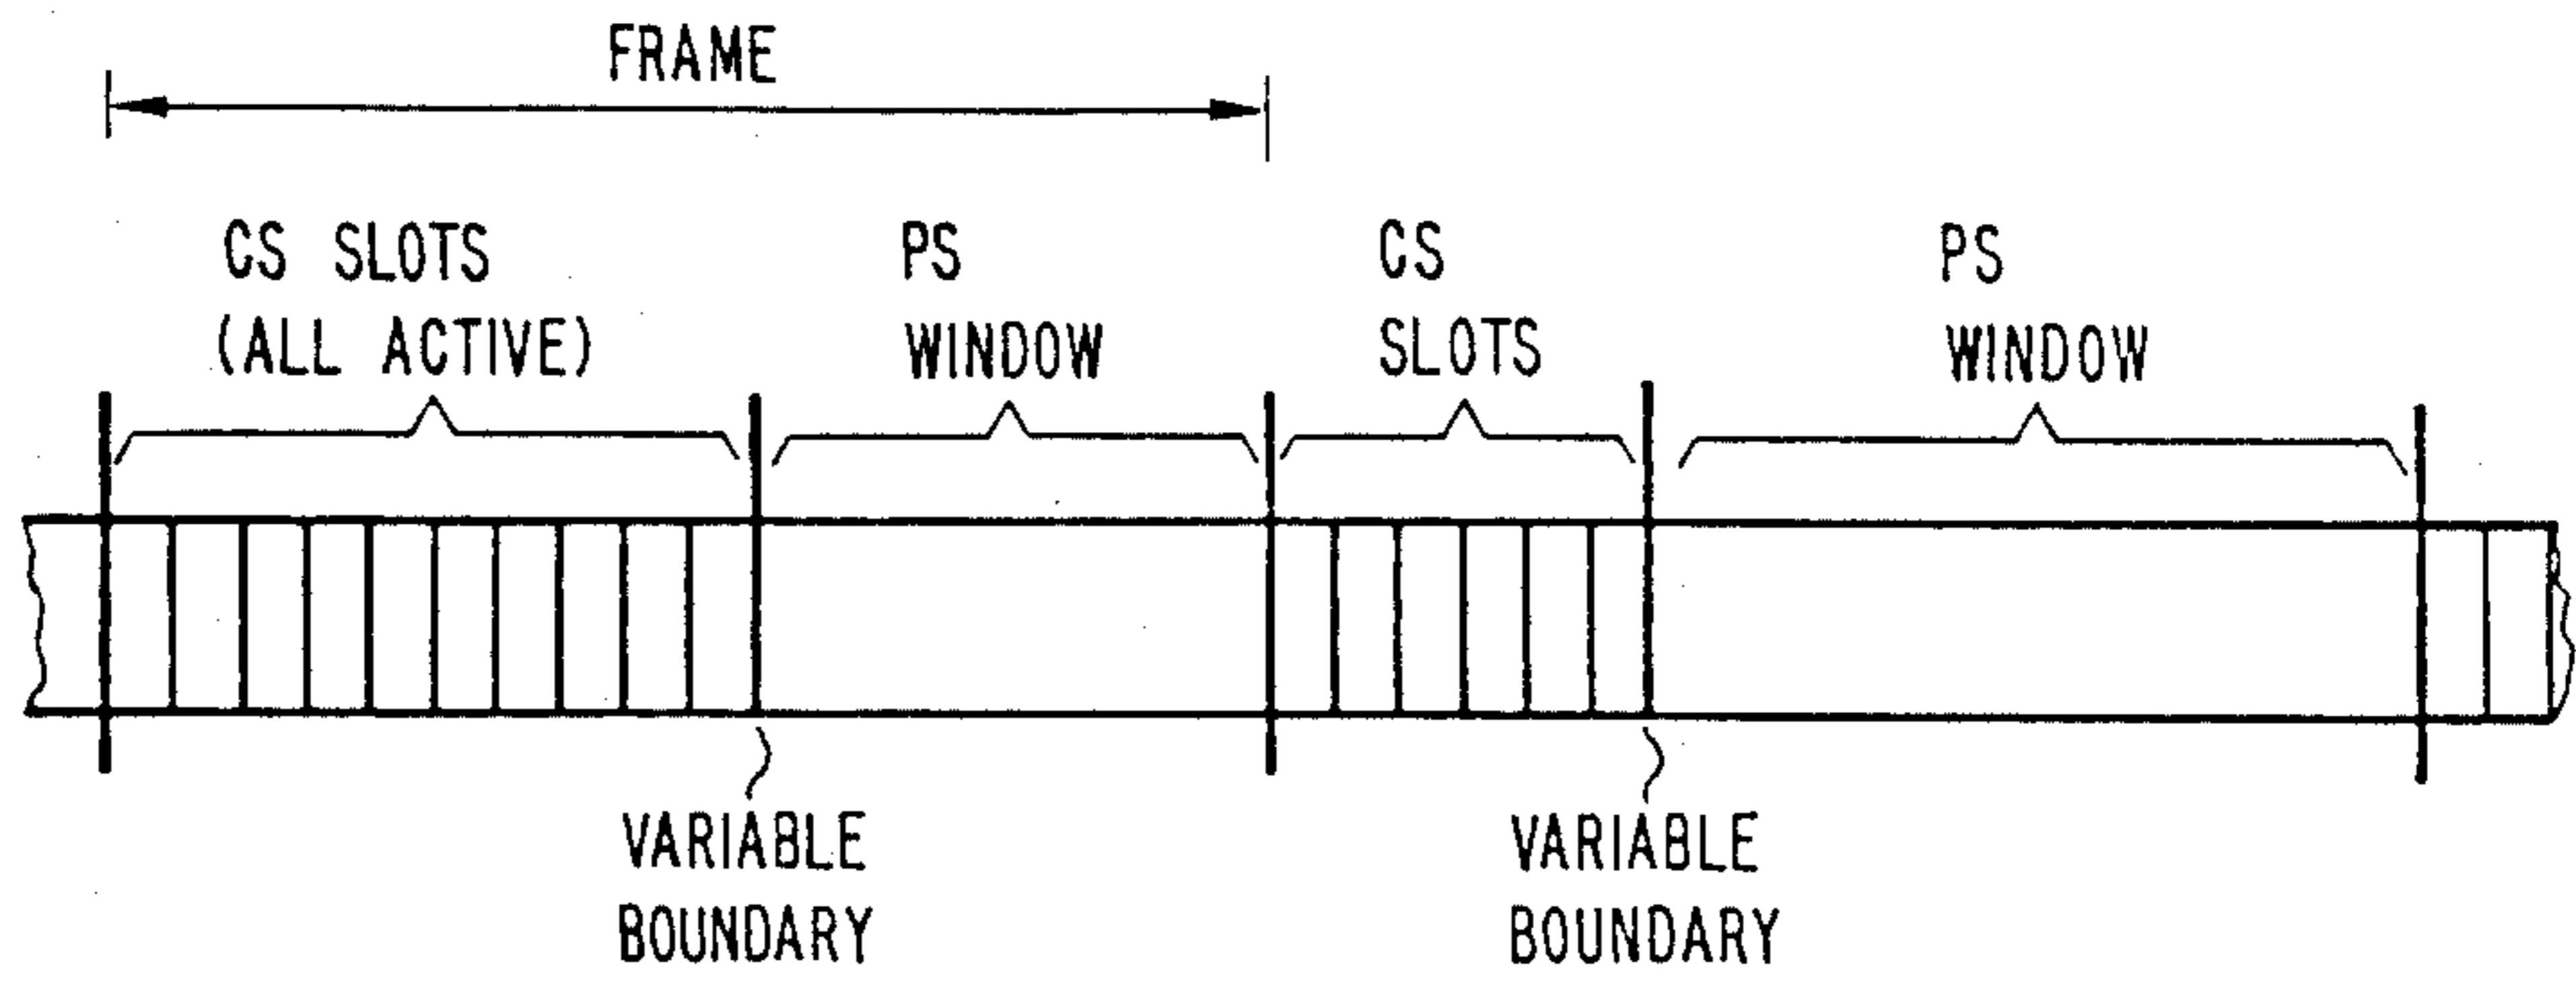 FRAME
CS SLOTS
(ALL ACTIVE)
PS
WINDOW
CS
SLOTS
PS
WINDOW
VARIABLE
BOUNDARY
VARIABLE
BOUNDARY